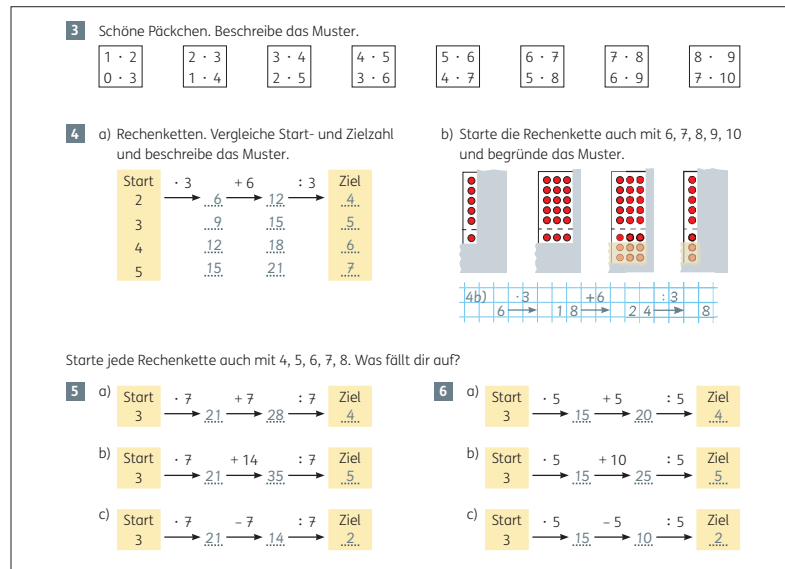 3 Schöne Päckchen. Beschreibe das Muster.
1 · 2 2 · 3 3 · 4 4 · 5 5 · 6 6 · 7 7 · 8 8 · 9
0 · 3 1 · 4 2 · 5 3 · 6 4 · 7 5 · 8 6 · 9 7 · 10
4 a) Rechenketten. Vergleiche Start- und Zielzahl
und beschreibe das Muster.
Start · 3 + 6 : 3 Ziel
2 6 12 4
3 9 15 5
4 12 18 6
5 15 21 7
b) Starte die Rechenkette auch mit 6, 7, 8, 9, 10
und begründe das Muster.
4b) · 3 + 6 : 3
6 18 24 8
Starte jede Rechenkette auch mit 4, 5, 6, 7, 8. Was fällt dir auf?
5 a) Start · 7 + 7 : 7 Ziel
3 21 28 4
b) Start · 7 + 14 : 7 Ziel
3 21 35 5
c) Start · 7 – 7 : 7 Ziel
3 21 14 2
6 a) Start · 5 + 5 : 5 Ziel
3 15 20 4
b) Start · 5 + 10 : 5 Ziel
3 15 25 5
c) Start · 5 – 5 : 5 Ziel
3 15 10 2